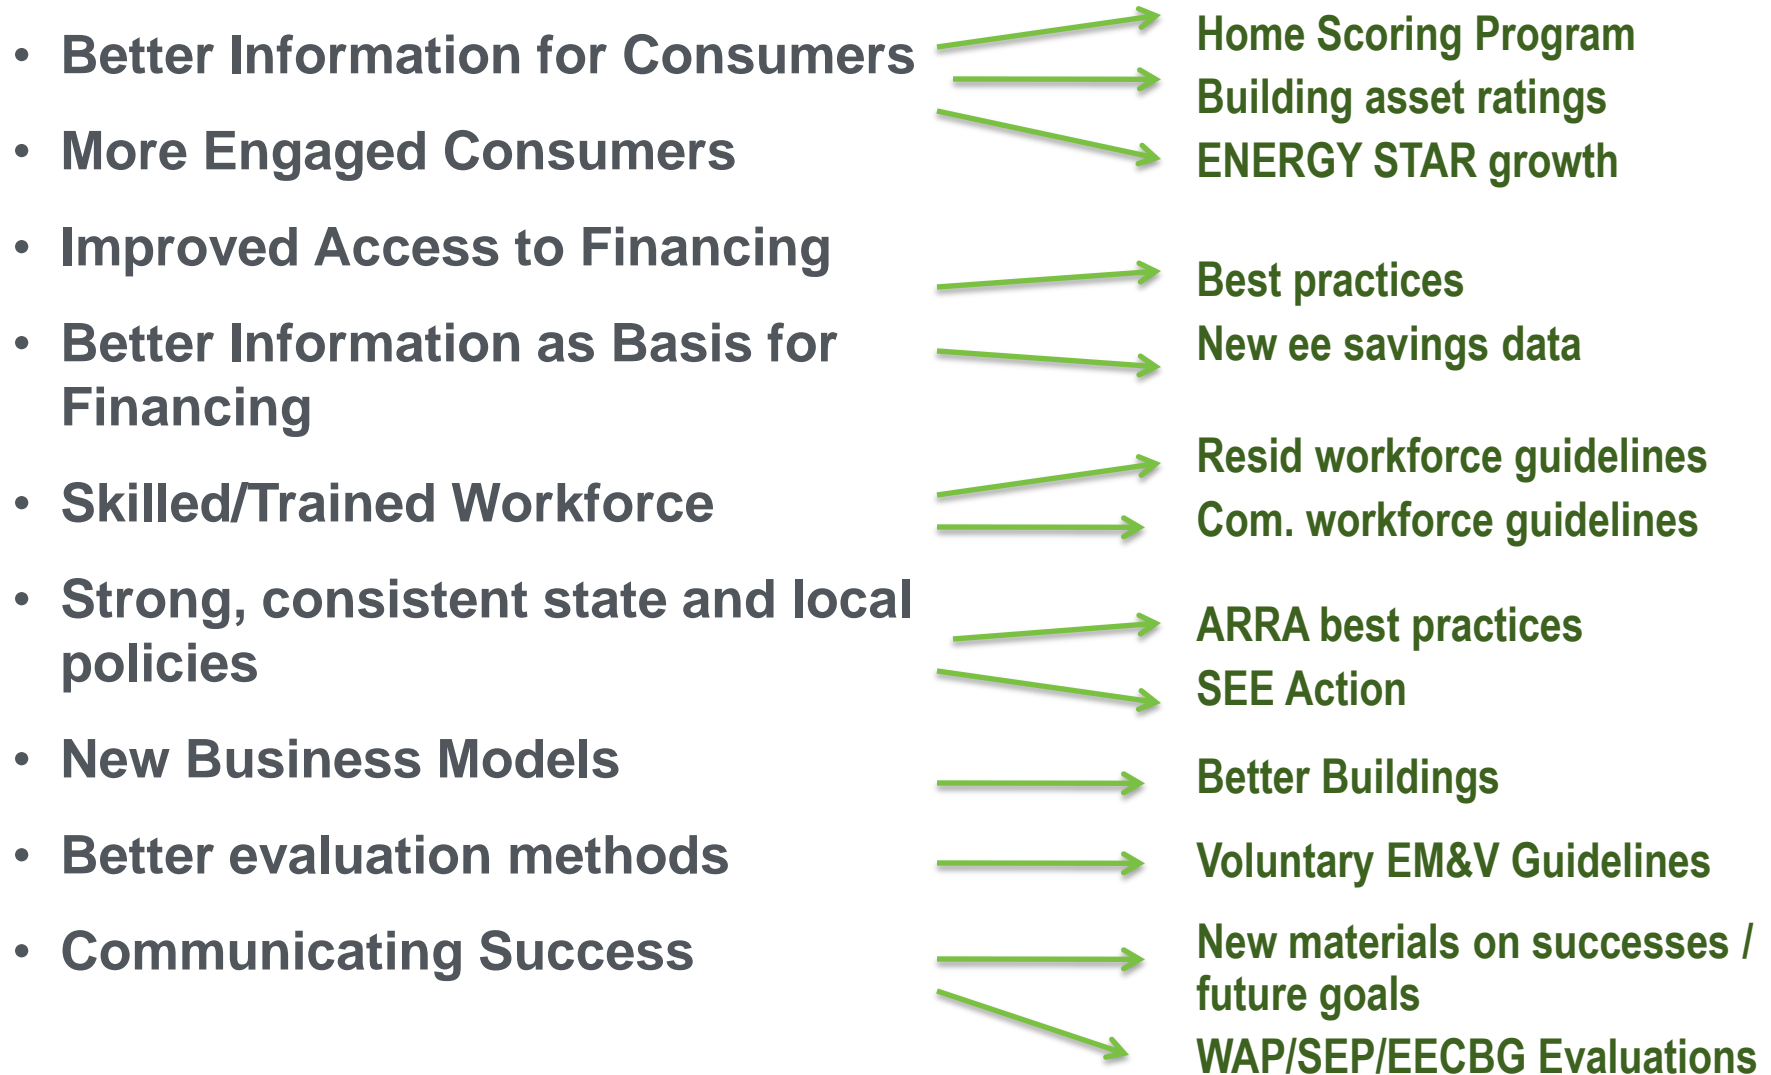 • Better Information for Consumers
• More Engaged Consumers
• Improved Access to Financing
• Better Information as Basis for
Financing
• Skilled/Trained Workforce
• Strong, consistent state and local
policies
• New Business Models
• Better evaluation methods
• Communicating Success
Home Scoring Program
Building asset ratings
ENERGY STAR growth
Best practices
New ee savings data
Resid workforce guidelines
Com. workforce guidelines
ARRA best practices
SEE Action
Better Buildings
Voluntary EM&V Guidelines
New materials on successes /
future goals
WAP/SEP/EECBG Evaluations